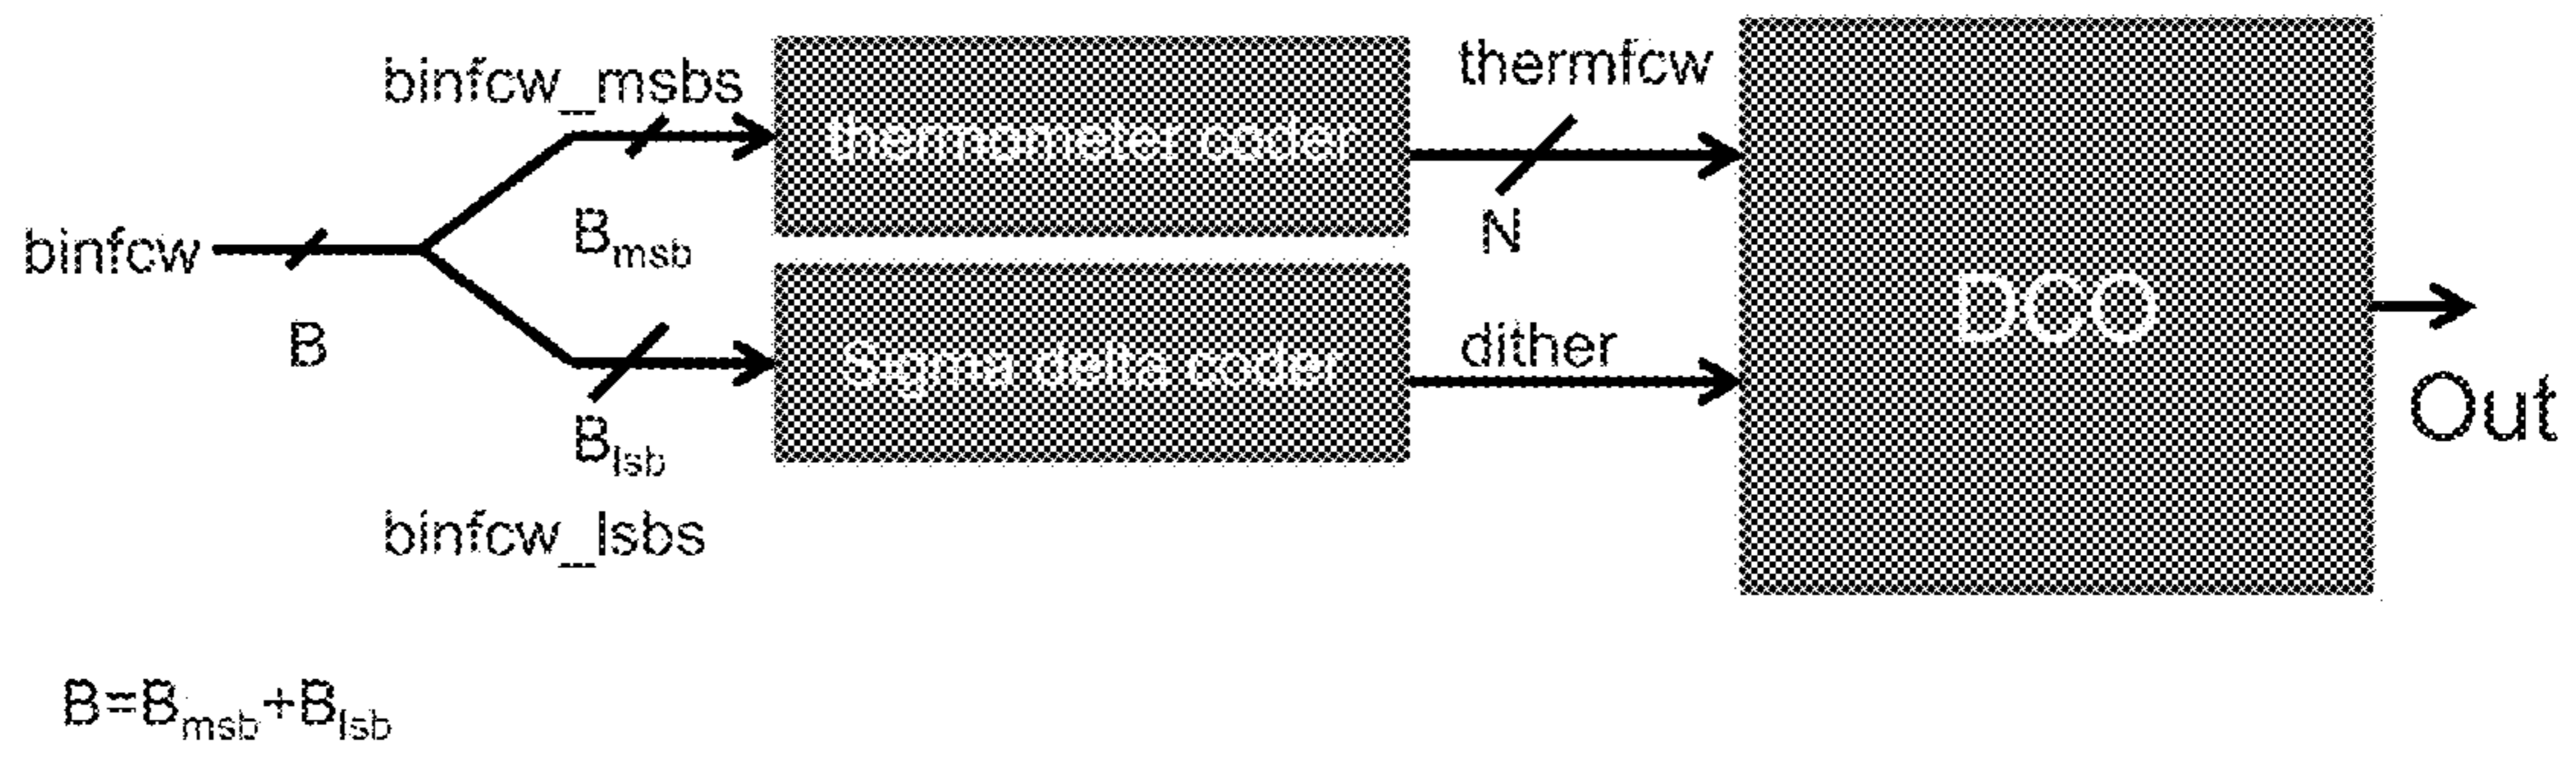 binfcw_msbs
thermometer coder
thermfcw
binfcw
B
Bmsb
N
DCO
Sigma delta coder
dither
Blsb
Out
binfcw_lsbs
B=Bmsb+Blsb